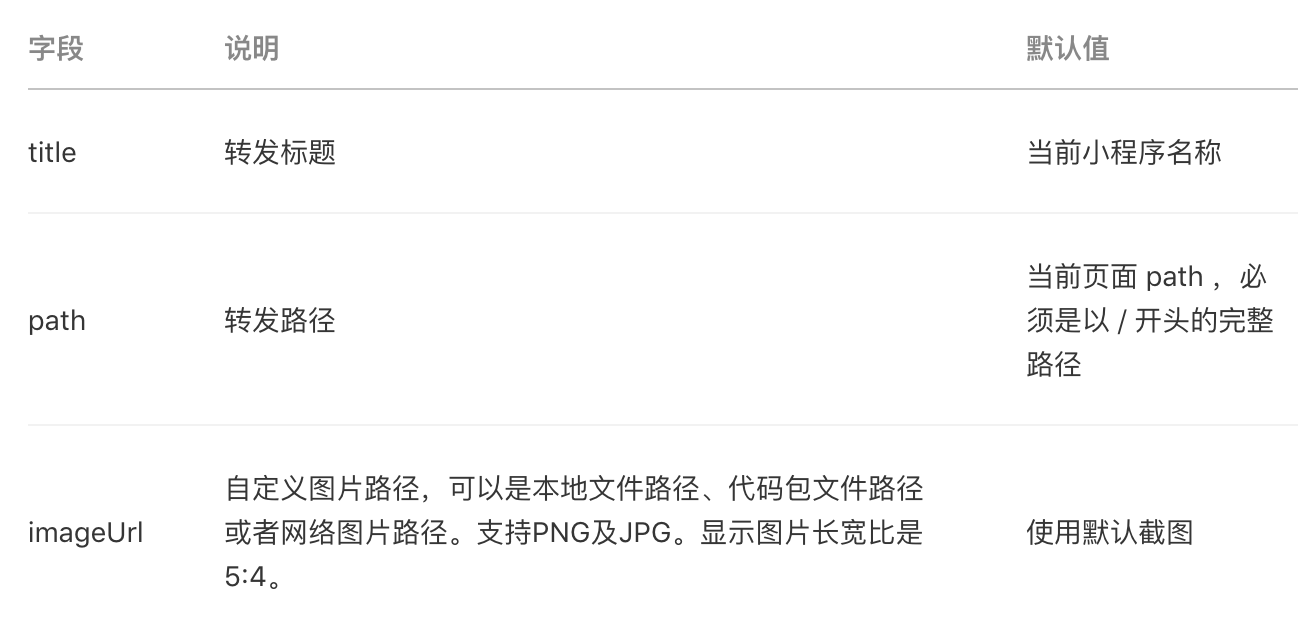 字段 说明 默认值
title 转发标题 当前小程序名称
path 转发路径 当前页面 path ，必
须是以 / 开头的完整
路径
自定义图片路径，可以是本地文件路径、代码包文件路径
imageUrl 或者网络图片路径。支持PNG及JPG。显示图片长宽比是 使用默认截图
5:4。